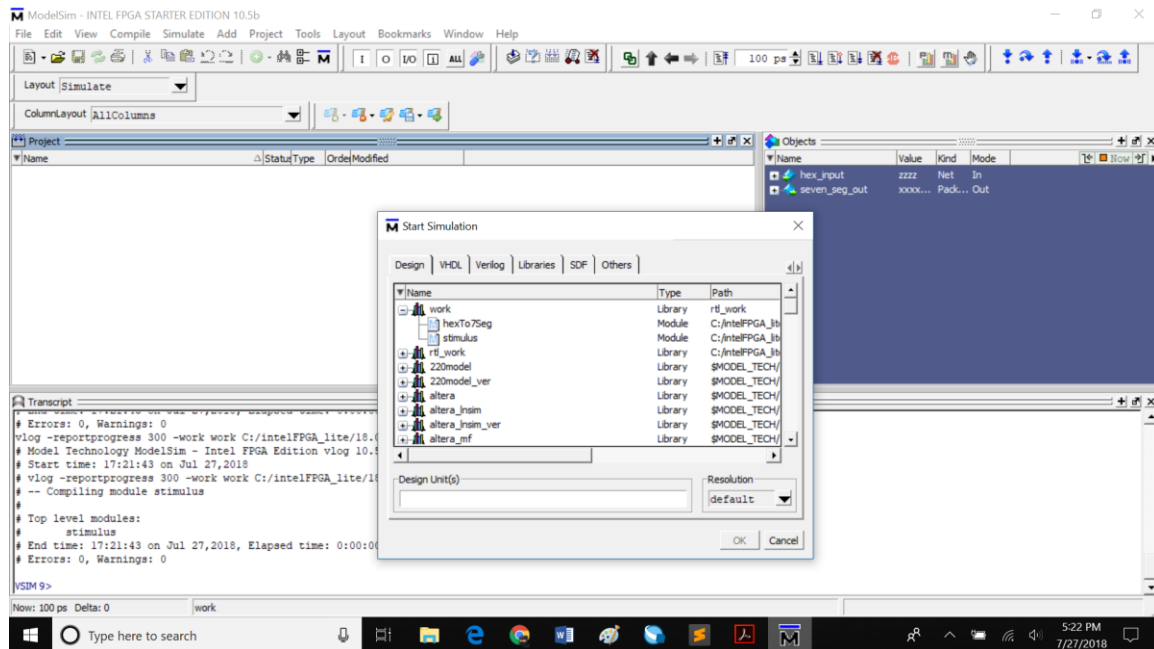 ModelSim - INTEL FPGA STARTER EDITION 10.5b
File Edit View Compile Simulate Add Project Tools Layout Bookmarks Window Help
100 ps
Layout Simulate
ColumnLayout AllColumns
Project
Name Status Type Order Modified
Objects
Name Value Kind Mode Now
hex_input zzzz Net In
seven_seg_out xxxx... Pack... Out
Start Simulation
Design VHDL Verilog Libraries SDF Others
Name Type Path
work Library rtl_work
hexTo7Seg Module C:/intelFPGA_lit
stimulus Module C:/intelFPGA_lit
rtl_work Library C:/intelFPGA_lit
220model Library $MODEL_TECH/
220model_ver Library $MODEL_TECH/
altera Library $MODEL_TECH/
altera_lnsim Library $MODEL_TECH/
altera_lnsim_ver Library $MODEL_TECH/
altera_mf Library $MODEL_TECH/
Design Unit(s)
Resolution
default
OK Cancel
Transcript
# Errors: 0, Warnings: 0
vlog -reportprogress 300 -work work C:/intelFPGA_lite/18.0
# Model Technology ModelSim - Intel FPGA Edition vlog 10.5
# Start time: 17:21:43 on Jul 27,2018
# vlog -reportprogress 300 -work work C:/intelFPGA_lite/18
# -- Compiling module stimulus
#
# Top level modules:
# stimulus
# End time: 17:21:43 on Jul 27,2018, Elapsed time: 0:00:00
# Errors: 0, Warnings: 0
VSIM 9>
Now: 100 ps Delta: 0 work
Type here to search
5:22 PM
7/27/2018